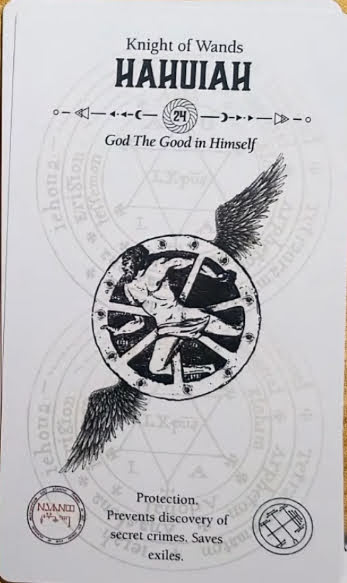 Knight of Wands
HAHUIAH
24
God The Good in Himself
Protection.
Prevents discovery of
secret crimes. Saves
exiles.